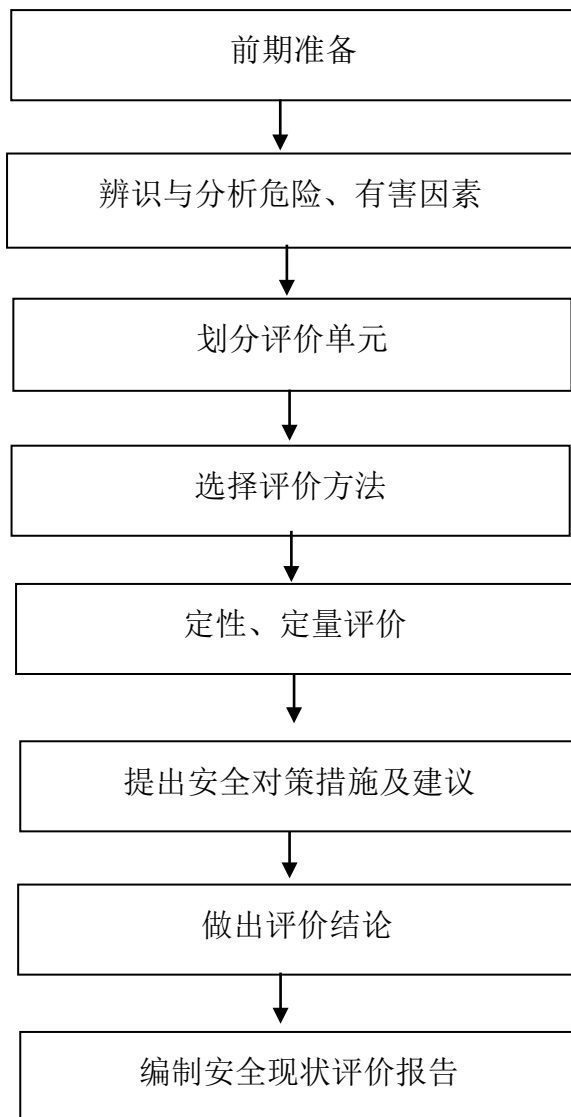 前期准备
辨识与分析危险、有害因素
划分评价单元
选择评价方法
定性、定量评价
提出安全对策措施及建议
做出评价结论
编制安全现状评价报告